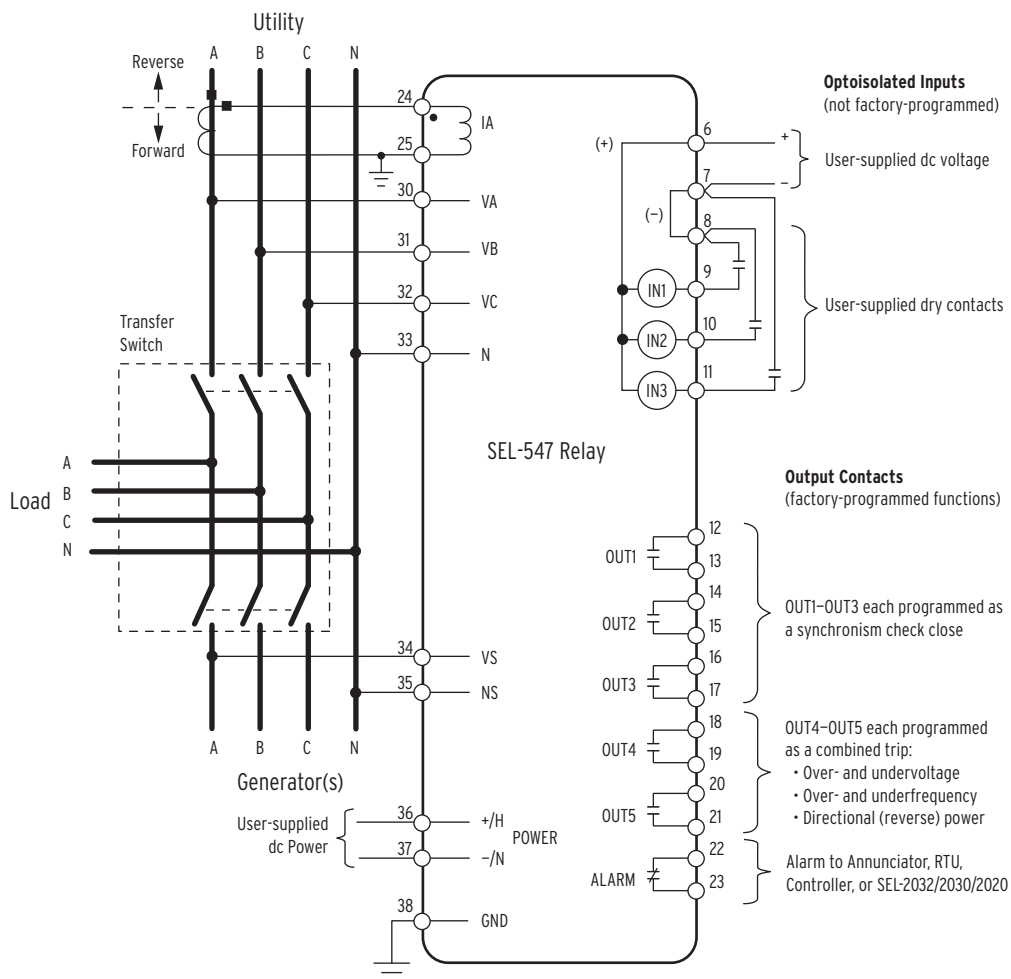 Utility
A B C N
Reverse
Forward
24
IA
25
30
VA
31
VB
32
VC
33
N
Transfer
Switch
Load
A
B
C
N
34
VS
35
NS
A B C N
Generator(s)
User-supplied
dc Power
36
+/H
POWER
37
–/N
38
GND
SEL-547 Relay
Optoisolated Inputs
(not factory-programmed)
(+)
6
+
User-supplied dc voltage
7
–
(–)
8
9
IN1
10
IN2
11
IN3
User-supplied dry contacts
Output Contacts
(factory-programmed functions)
12
OUT1
13
14
OUT2
15
16
OUT3
17
OUT1–OUT3 each programmed as
a synchronism check close
18
OUT4
19
20
OUT5
21
OUT4–OUT5 each programmed
as a combined trip:
• Over- and undervoltage
• Over- and underfrequency
• Directional (reverse) power
22
ALARM
23
Alarm to Annunciator, RTU,
Controller, or SEL-2032/2030/2020